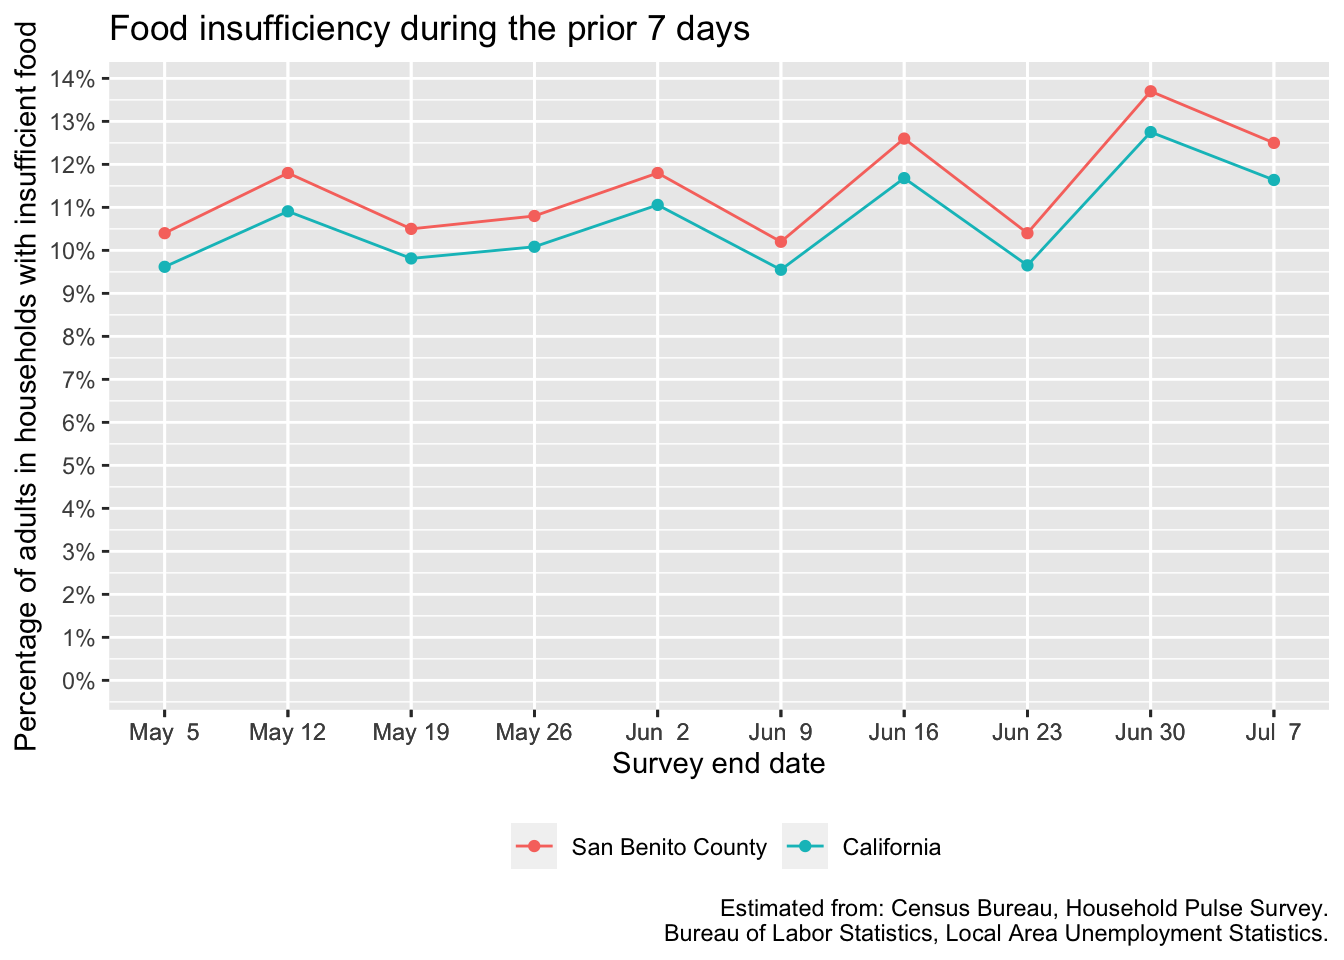 Food insufficiency during the prior 7 days
Percentage of adults in households with insufficient food
14%
13%
12%
11%
10%
9%
8%
7%
6%
5%
4%
3%
2%
1%
0%
May 5 May 12 May 19 May 26 Jun 2 Jun 9 Jun 16 Jun 23 Jun 30 Jul 7
Survey end date
San Benito County California
Estimated from: Census Bureau, Household Pulse Survey.
Bureau of Labor Statistics, Local Area Unemployment Statistics.